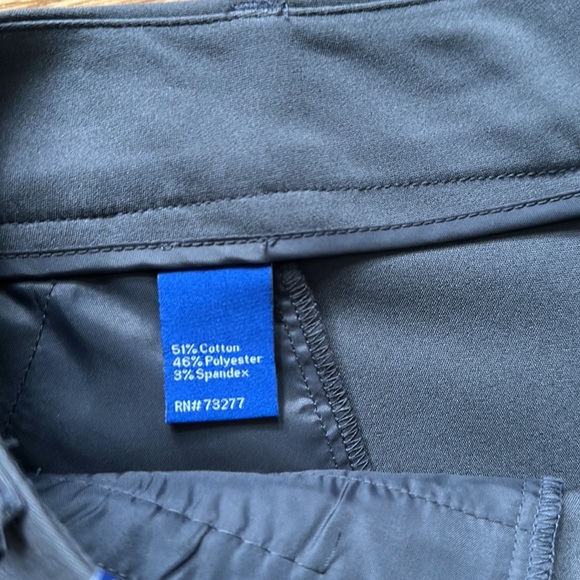 51% Cotton
46% Polyester
3% Spandex
RN#73277